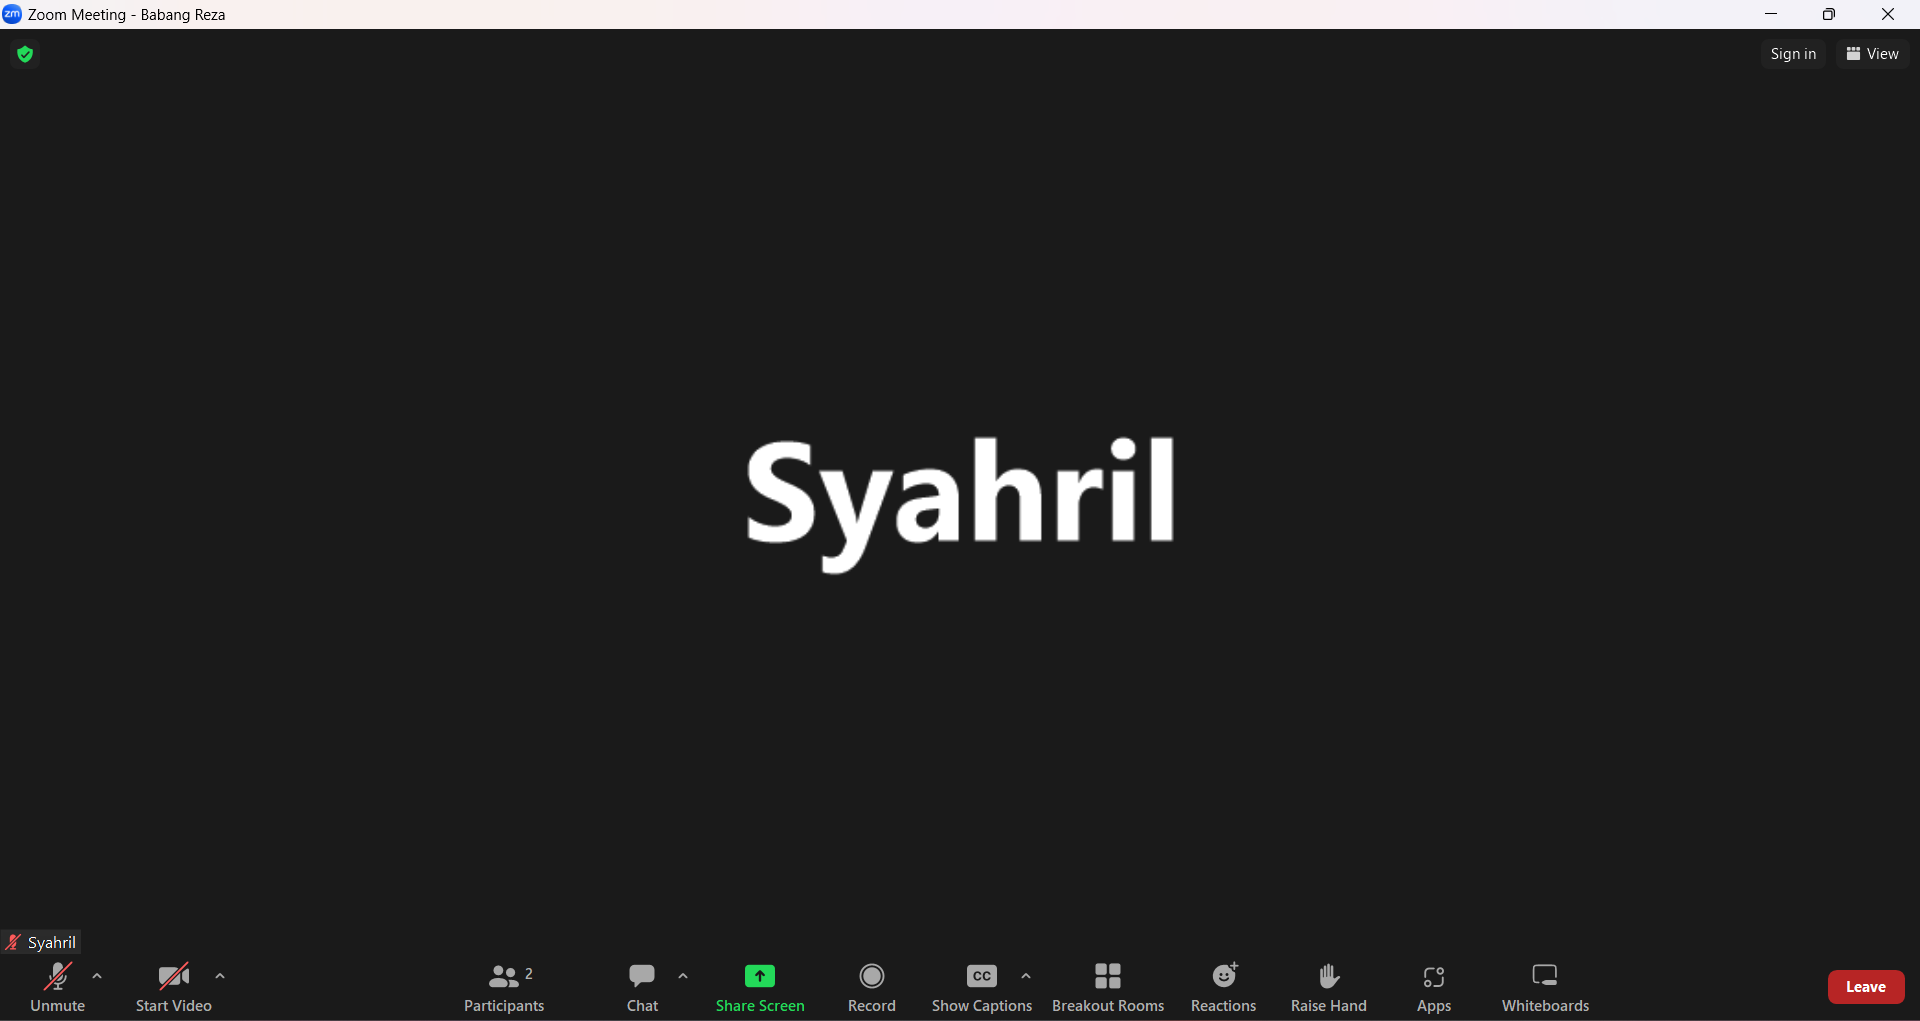 zm Zoom Meeting - Babang Reza
Sign in View
Syahril
Syahril
2 CC
Unmute Start Video Participants Chat Share Screen Record Show Captions Breakout Rooms Reactions Raise Hand Apps Whiteboards Leave